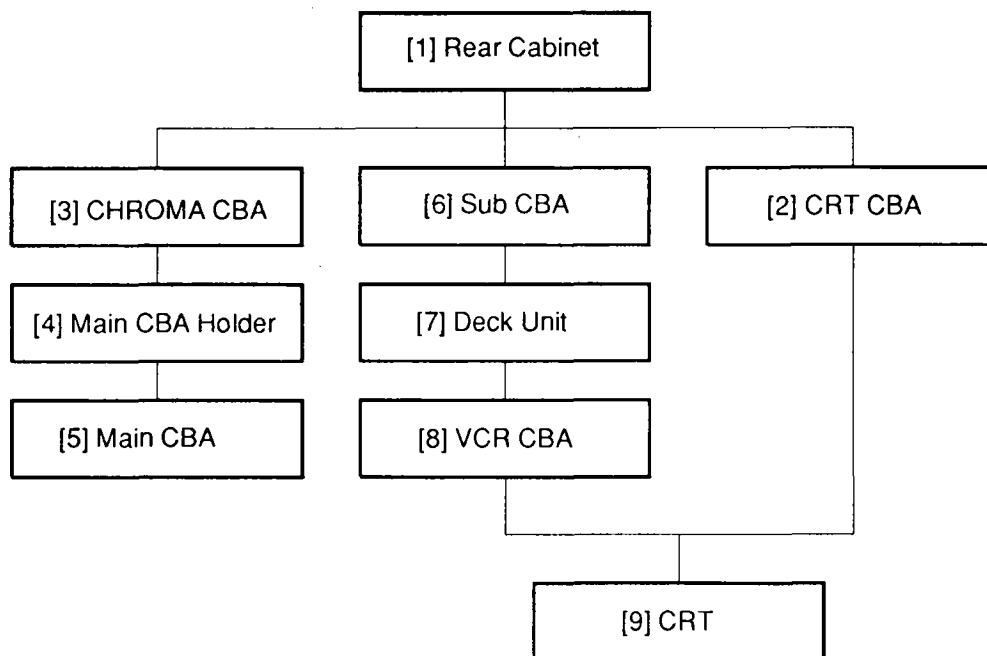 [1] Rear Cabinet
[3] CHROMA CBA
[6] Sub CBA
[2] CRT CBA
[4] Main CBA Holder
[7] Deck Unit
[5] Main CBA
[8] VCR CBA
[9] CRT